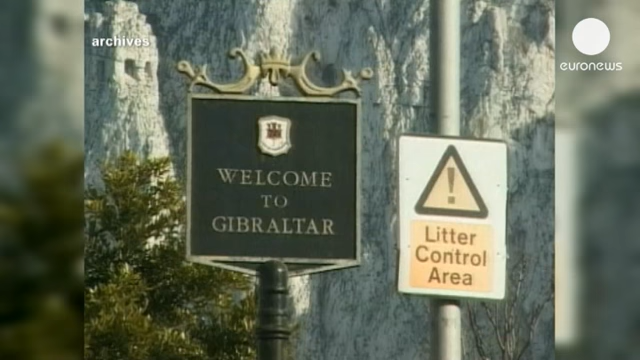 archives
euronews
WELCOME
TO
GIBRALTAR
!
Litter
Control
Area